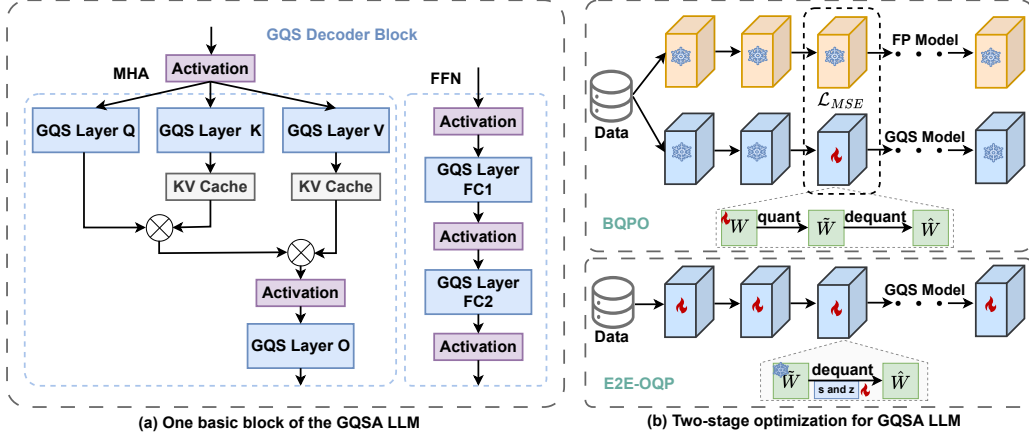 GQS Decoder Block
MHA
Activation
GQS Layer Q
GQS Layer K
GQS Layer V
KV Cache
KV Cache
Activation
GQS Layer O
FFN
Activation
GQS Layer
FC1
Activation
GQS Layer
FC2
Activation
(a) One basic block of the GQSA LLM
Data
FP Model
ℒ_MSE
GQS Model
W
quant
W̃
dequant
Ŵ
BQPO
Data
GQS Model
W̃
dequant
s and z
Ŵ
E2E-OQP
(b) Two-stage optimization for GQSA LLM